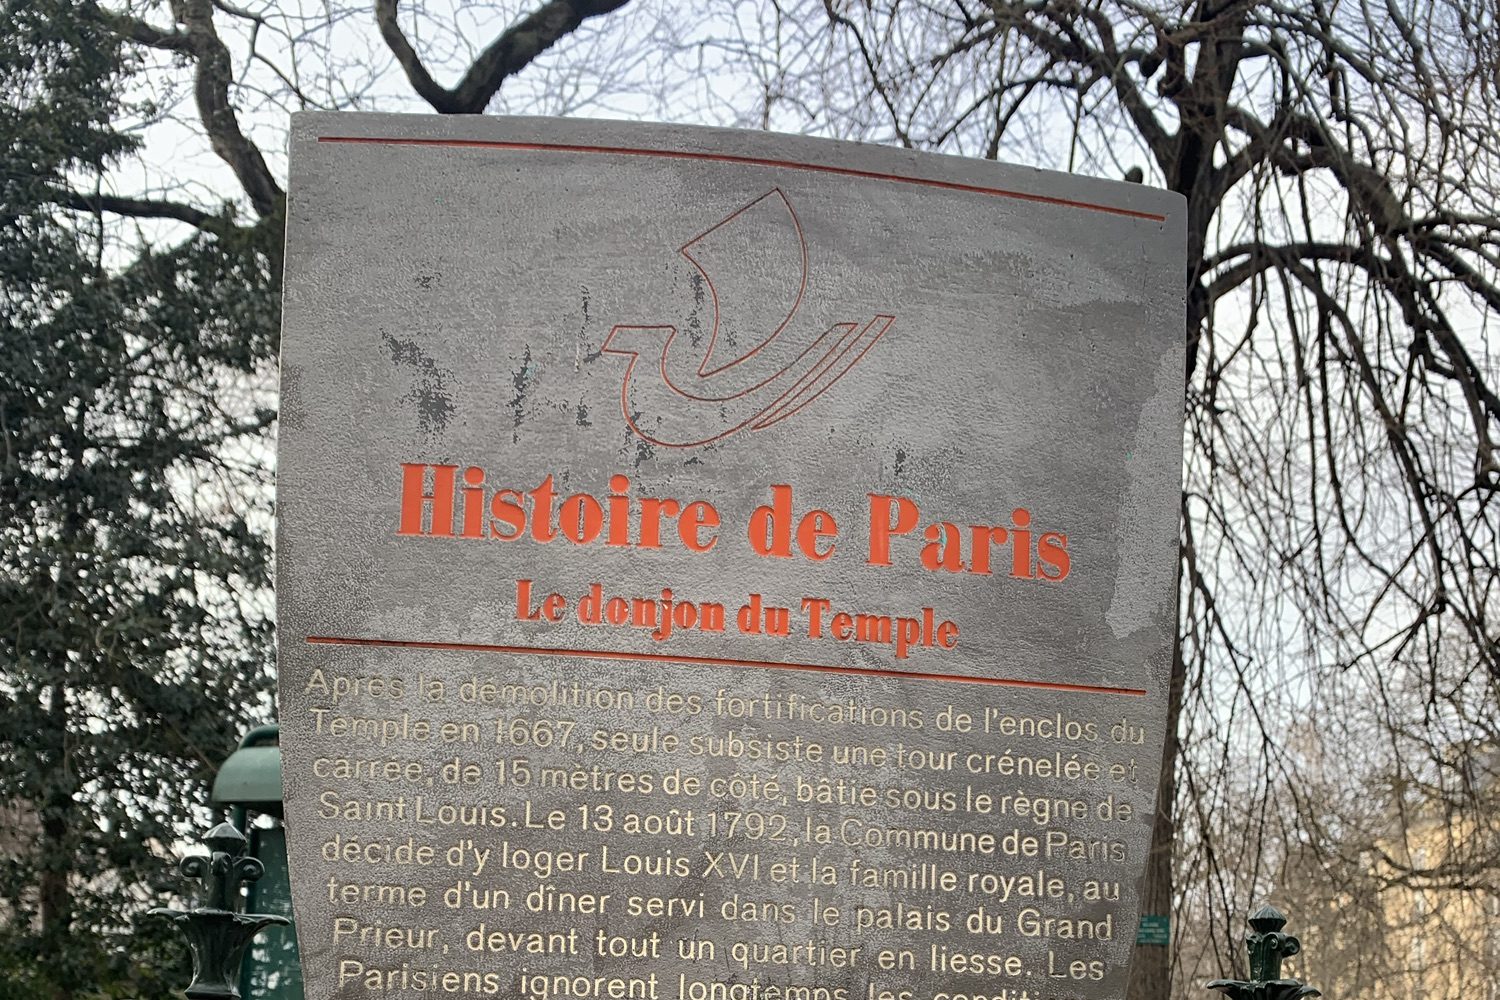 Histoire de Paris
Le donjon du Temple
Après la démolition des fortifications de l'enclos du
Temple en 1667, seule subsiste une tour crénelée et
carrée, de 15 mètres de côté, bâtie sous le règne de
Saint Louis. Le 13 août 1792, la Commune de Paris
décide d'y loger Louis XVI et la famille royale, au
terme d'un dîner servi dans le palais du Grand
Prieur, devant tout un quartier en liesse. Les
Parisiens ignorent longtemps les